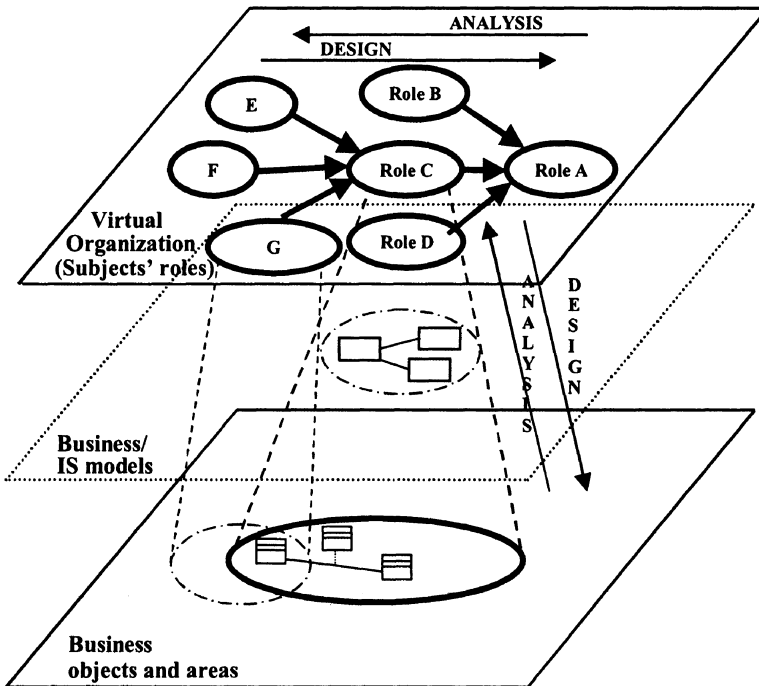 ANALYSIS
DESIGN
E
Role B
F
Role C
Role A
Virtual
Organization
(Subjects' roles)
G
Role D
ANALYSIS
DESIGN
Business/
IS models
Business
objects and areas